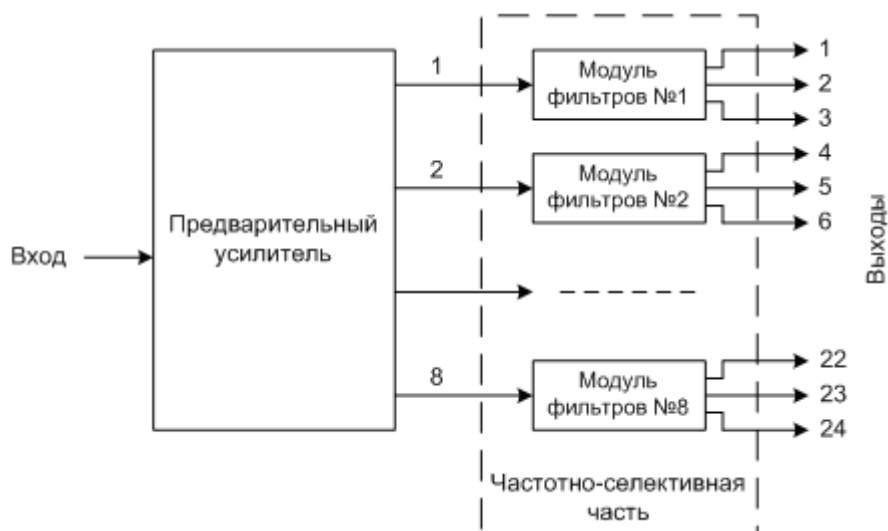 Вход
Предварительный
усилитель
1
2
8
Модуль
фильтров №1
1
2
3
Модуль
фильтров №2
4
5
6
Модуль
фильтров №8
22
23
24
Выходы
Частотно-селективная
часть